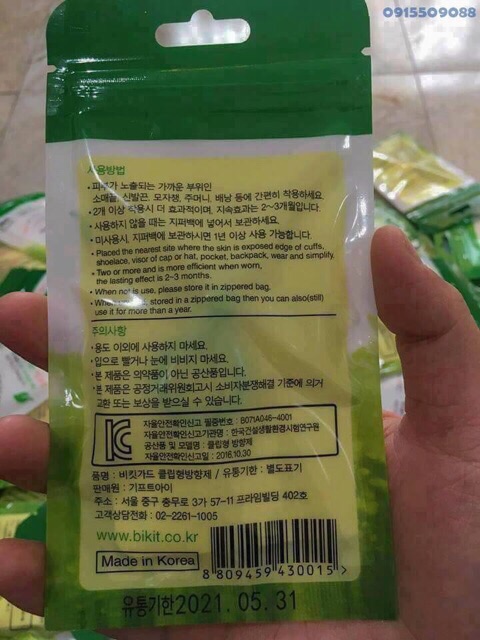 0915509088
사용방법
• 피부가 노출되는 가까운 부위인
소매끝, 신발끈, 모자챙, 주머니, 배낭 등에 간편히 착용하세요.
• 2개 이상 착용시 더 효과적이며, 지속효과는 2~3개월입니다.
• 사용하지 않을 때는 지퍼백에 넣어서 보관하세요.
• 미사용시 지퍼백에 보관하시면 1년 이상 사용 가능합니다.
• Placed the nearest site where the skin is exposed edge of cuffs,
shoelace, visor of cap or hat, pocket, backpack, wear and simplify,
• Two or more and is more efficient when worn,
the lasting effect is 2~3 months.
• When not is use, please store it in zippered bag.
• When stored in a zippered bag then you can also(still)
use it for more than a year.
주의사항
• 용도 이외에 사용하지 마세요.
• 입으로 빨거나 눈에 비비지 마세요.
• 본 제품은 의약품이 아닌 공산품입니다.
• 본 제품은 공정거래위원회고시 소비자분쟁해결 기준에 의거
교환 또는 보상을 받으실 수 있습니다.
자율안전확인신고 필증번호 : B071A046-4001
자율안전확인신고기관명 : 한국건설생활환경시험연구원
공산품 및 모델명 : 클립형 방향제
자율안전확인신고일 : 2016.10.30
품명 : 비킷가드 클립형방향제 / 유통기한 : 별도표기
판매원 : 기프트아이
주소 : 서울 중구 충무로 3가 57-11 프라임빌딩 402호
고객상담전화 : 02-2261-1005
www.bikit.co.kr
Made in Korea
8 809459 430015 >
유통기한2021. 05. 31